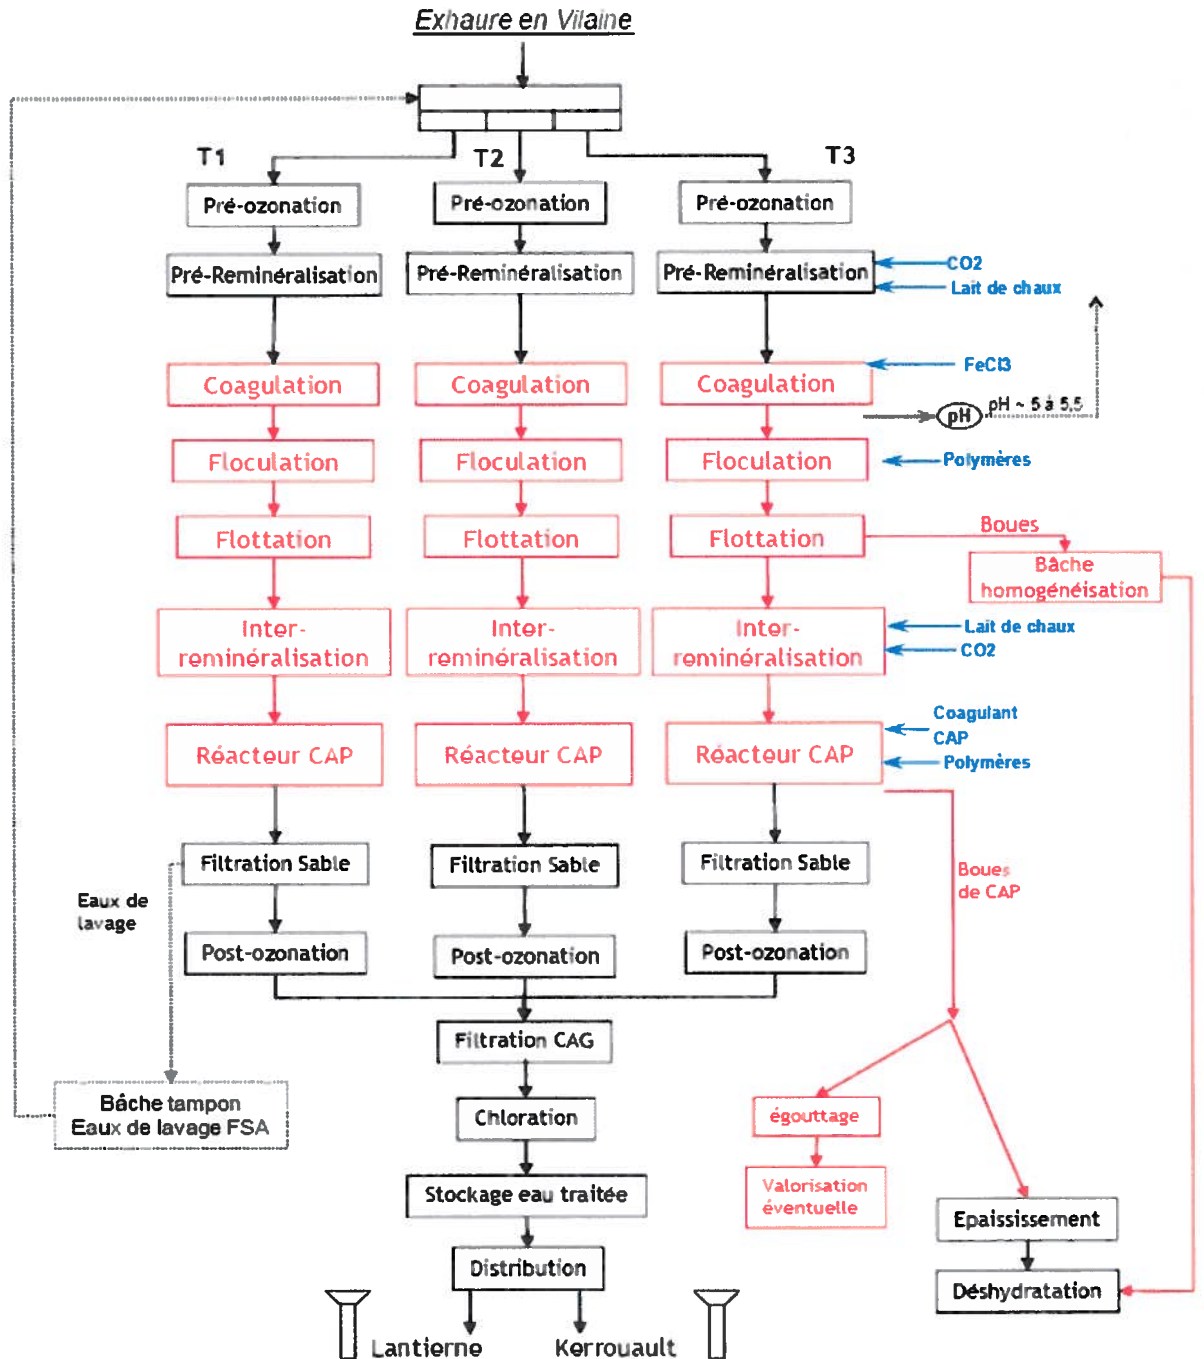 Exhaure en Vilaine
T1
T2
T3
Pré-ozonation
Pré-ozonation
Pré-ozonation
Pré-Reminéralisation
Pré-Reminéralisation
Pré-Reminéralisation
CO2
Lait de chaux
Coagulation
Coagulation
Coagulation
FeCl3
pH
pH ~ 5 à 5,5
Floculation
Floculation
Floculation
Polymères
Flottation
Flottation
Flottation
Boues
Bâche
homogénéisation
Inter-
reminéralisation
Inter-
reminéralisation
Inter-
reminéralisation
Lait de chaux
CO2
Réacteur CAP
Réacteur CAP
Réacteur CAP
Coagulant
CAP
Polymères
Filtration Sable
Filtration Sable
Filtration Sable
Eaux de
lavage
Boues
de CAP
Post-ozonation
Post-ozonation
Post-ozonation
Filtration CAG
Bâche tampon
Eaux de lavage FSA
Chloration
égouttage
Stockage eau traitée
Valorisation
éventuelle
Epaississement
Distribution
Déshydratation
Lantierne
Kerrouault